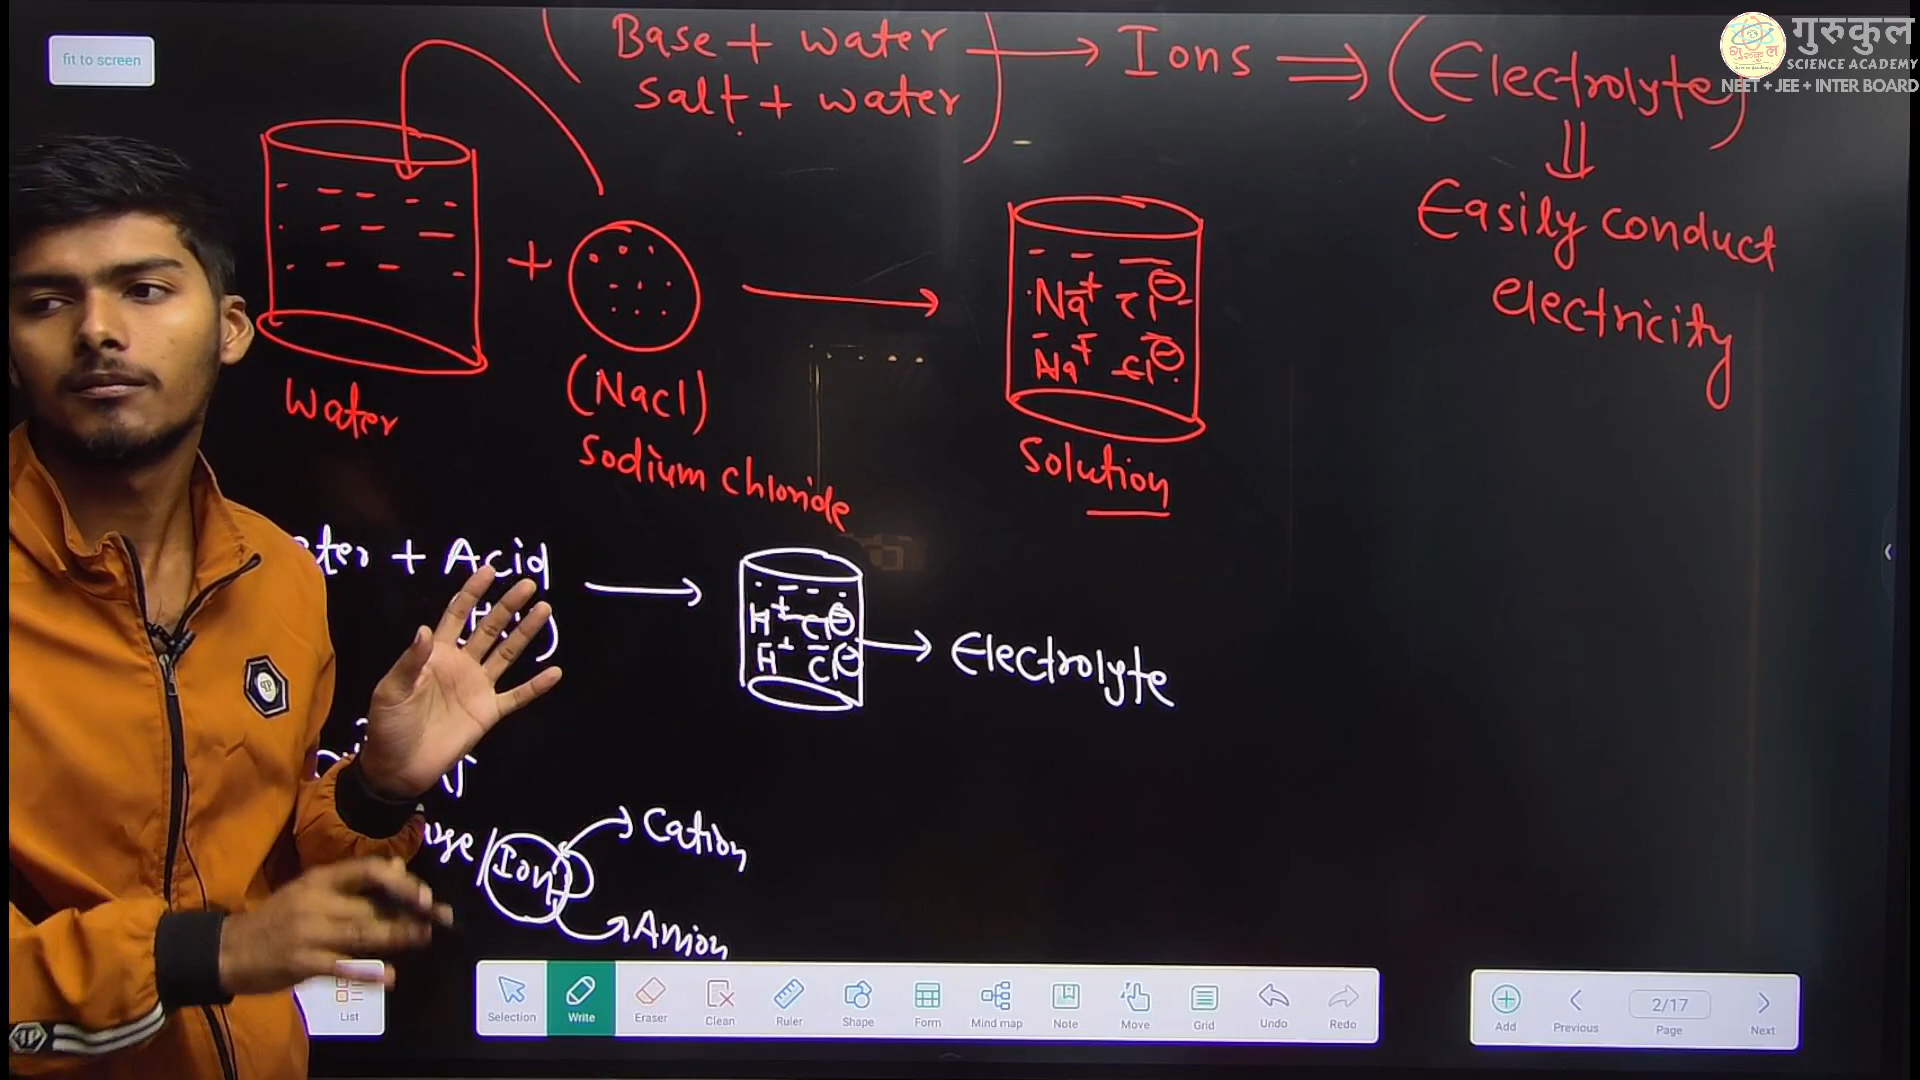 fit to screen
Base + water
Salt + water
Ions
(Electrolyte)
Easily conduct
electricity
गुरुकुल
SCIENCE ACADEMY
NEET + JEE + INTER BOARD
+
Water
(Nacl)
Sodium chloride
Na+ Cl⊖
Na+ Cl⊖
Solution
+ Acid
H+ Cl⊖
H+ Cl⊖
Electrolyte
Ion
Cation
Anion
List
Selection
Write
Eraser
Clean
Ruler
Shape
Form
Mind map
Note
Move
Grid
Undo
Redo
Add
Previous
2/17
Page
Next